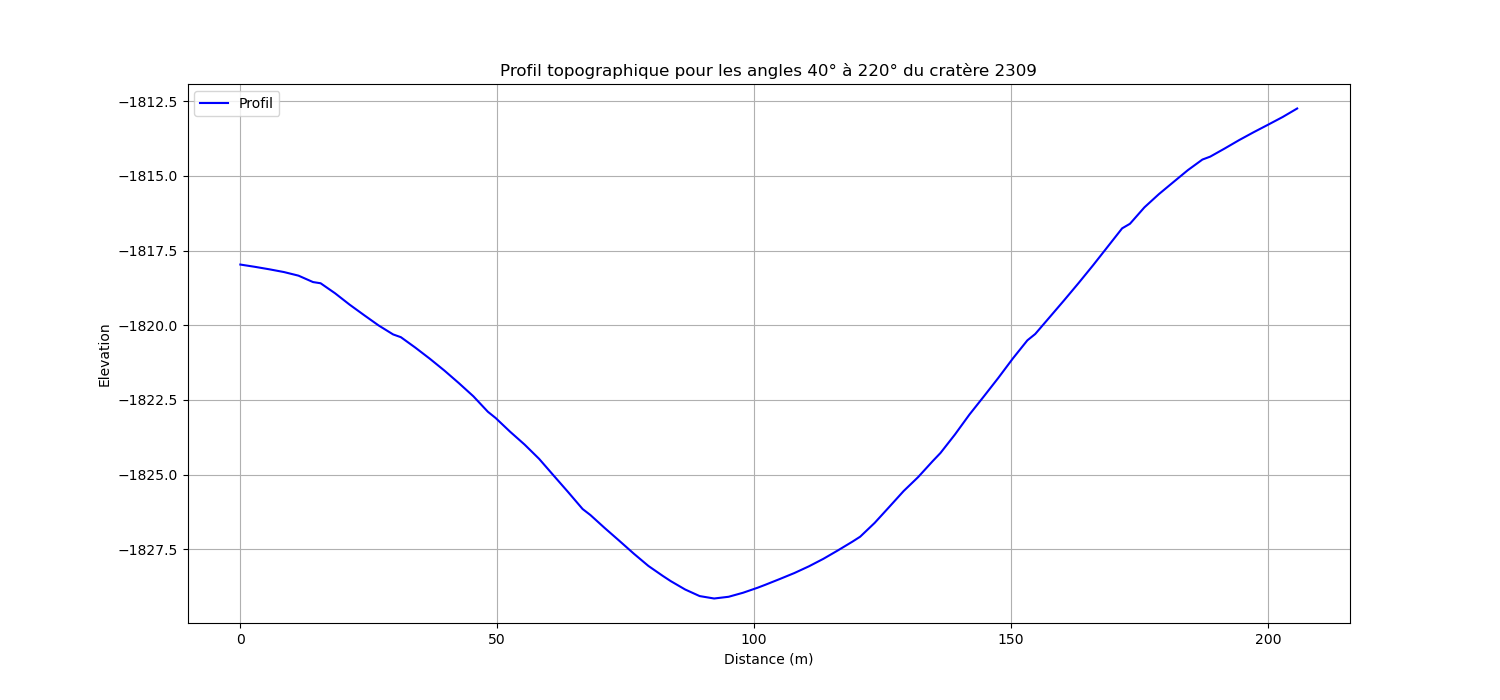 Profil topographique pour les angles 40° à 220° du cratère 2309
Profil
−1812.5
−1815.0
−1817.5
−1820.0
−1822.5
−1825.0
−1827.5
Elevation
0 50 100 150 200
Distance (m)